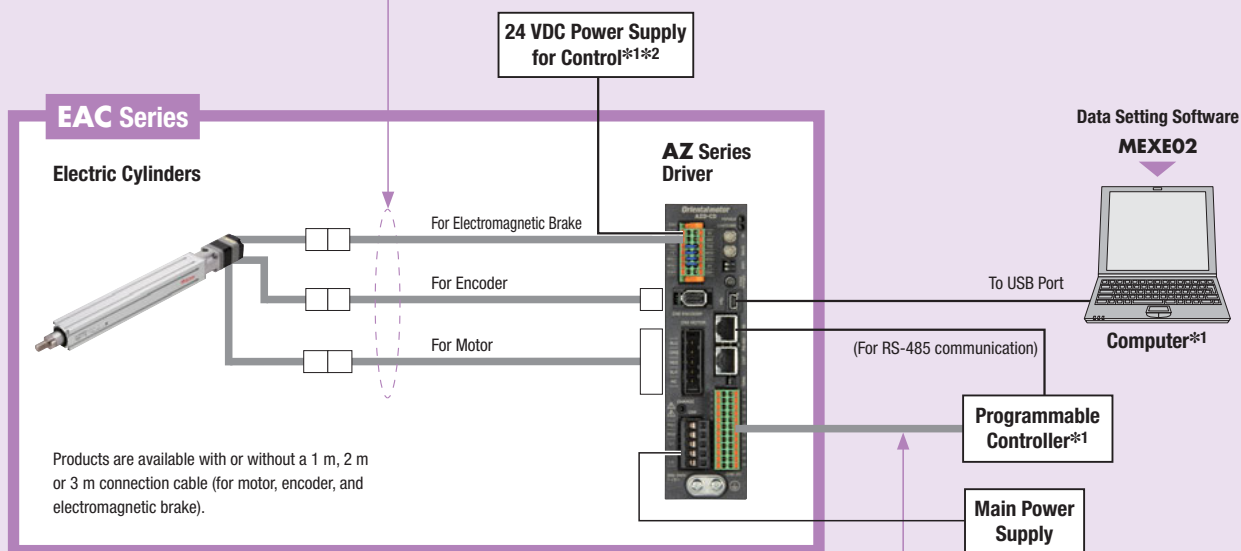 24 VDC Power Supply
for Control*1*2
EAC Series
Electric Cylinders
AZ Series
Driver
Data Setting Software
MEXE02
For Electromagnetic Brake
Orientalmotor
AZD-CD
For Encoder
To USB Port
Computer*1
For Motor
(For RS-485 communication)
Programmable
Controller*1
Products are available with or without a 1 m, 2 m
or 3 m connection cable (for motor, encoder, and
electromagnetic brake).
Main Power
Supply